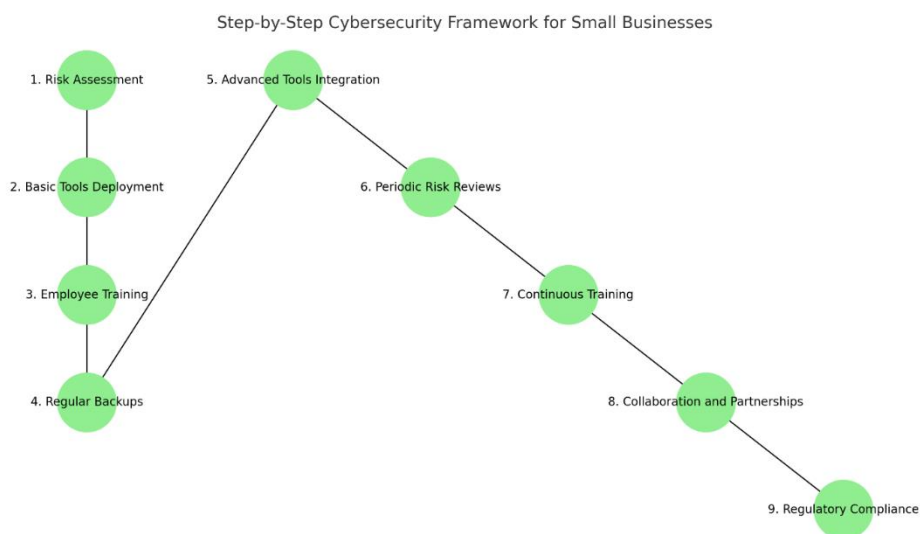 Step-by-Step Cybersecurity Framework for Small Businesses
1. Risk Assessment
2. Basic Tools Deployment
3. Employee Training
4. Regular Backups
5. Advanced Tools Integration
6. Periodic Risk Reviews
7. Continuous Training
8. Collaboration and Partnerships
9. Regulatory Compliance